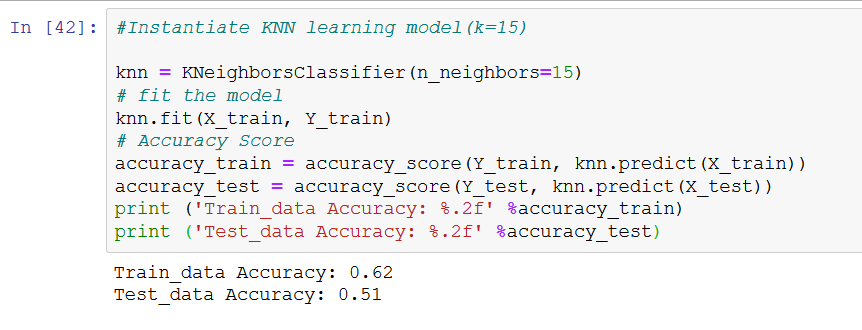 In [42]: #Instantiate KNN learning model(k=15)
knn = KNeighborsClassifier(n_neighbors=15)
# fit the model
knn.fit(X_train, Y_train)
# Accuracy Score
accuracy_train = accuracy_score(Y_train, knn.predict(X_train))
accuracy_test = accuracy_score(Y_test, knn.predict(X_test))
print ('Train_data Accuracy: %.2f' %accuracy_train)
print ('Test_data Accuracy: %.2f' %accuracy_test)
Train_data Accuracy: 0.62
Test_data Accuracy: 0.51